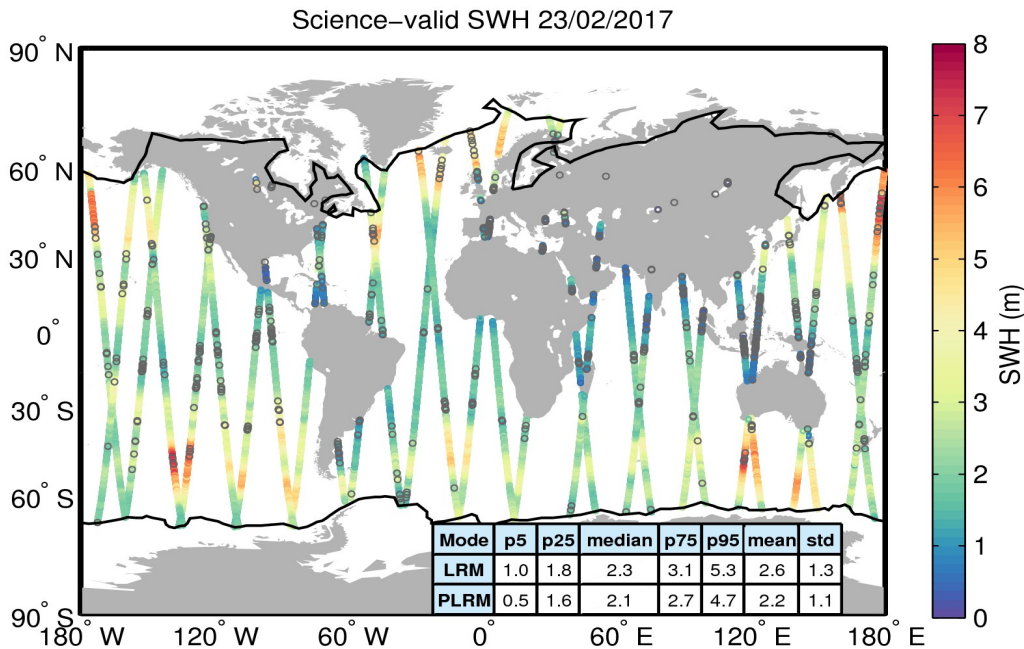 Science−valid SWH 23/02/2017
90° N
60° N
30° N
0°
30° S
60° S
90° S
180° W
120° W
60° W
0°
60° E
120° E
180° E
8
7
6
5
4
3
2
1
0
SWH (m)
Mode p5 p25 median p75 p95 mean std
LRM 1.0 1.8 2.3 3.1 5.3 2.6 1.3
PLRM 0.5 1.6 2.1 2.7 4.7 2.2 1.1